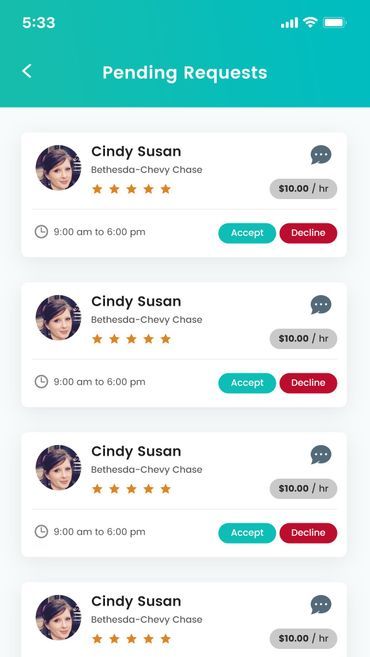 5:33
Pending Requests
Cindy Susan
Bethesda-Chevy Chase
$10.00 / hr
9:00 am to 6:00 pm
Accept
Decline
Cindy Susan
Bethesda-Chevy Chase
$10.00 / hr
9:00 am to 6:00 pm
Accept
Decline
Cindy Susan
Bethesda-Chevy Chase
$10.00 / hr
9:00 am to 6:00 pm
Accept
Decline
Cindy Susan
Bethesda-Chevy Chase
$10.00 / hr